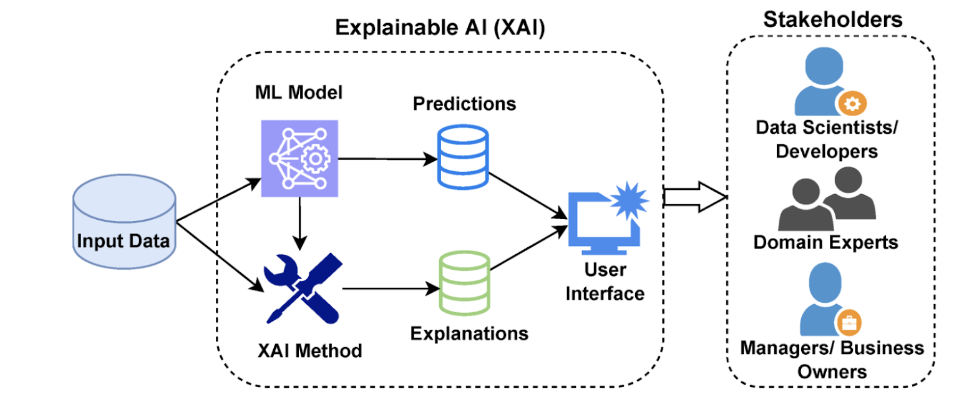 Explainable AI (XAI)
Stakeholders
ML Model
Predictions
Data Scientists/
Developers
Input Data
Domain Experts
User
Interface
Explanations
XAI Method
Managers/ Business
Owners